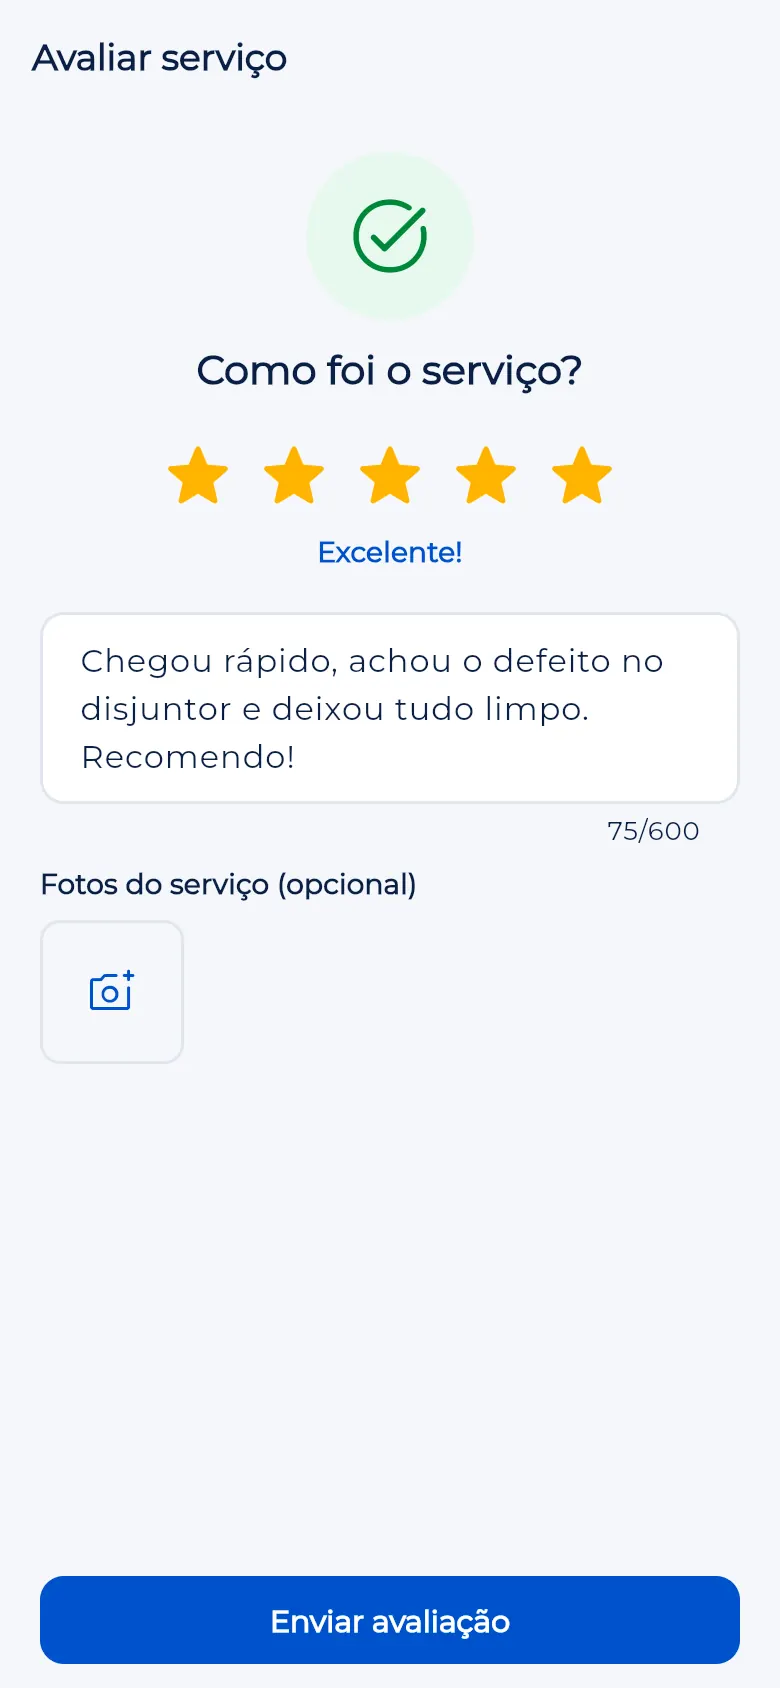 Avaliar serviço
Como foi o serviço?
Excelente!
Chegou rápido, achou o defeito no
disjuntor e deixou tudo limpo.
Recomendo!
75/600
Fotos do serviço (opcional)
Enviar avaliação